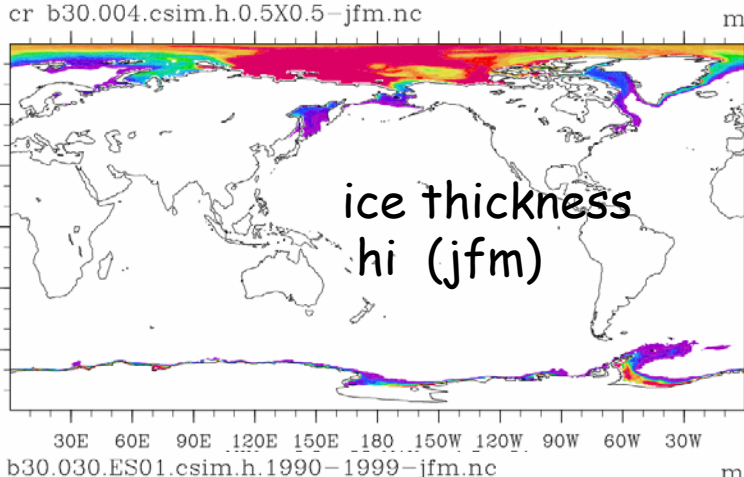 cr b30.004.csim.h.0.5X0.5-jfm.nc m
ice thickness
hi (jfm)
30E 60E 90E 120E 150E 180 150W 120W 90W 60W 30W
b30.030.ES01.csim.h.1990-1999-jfm.nc m